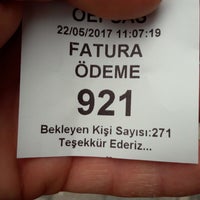 22/05/2017 11:07:19
FATURA
ÖDEME
921
Bekleyen Kişi Sayısı:271
Teşekkür Ederiz...